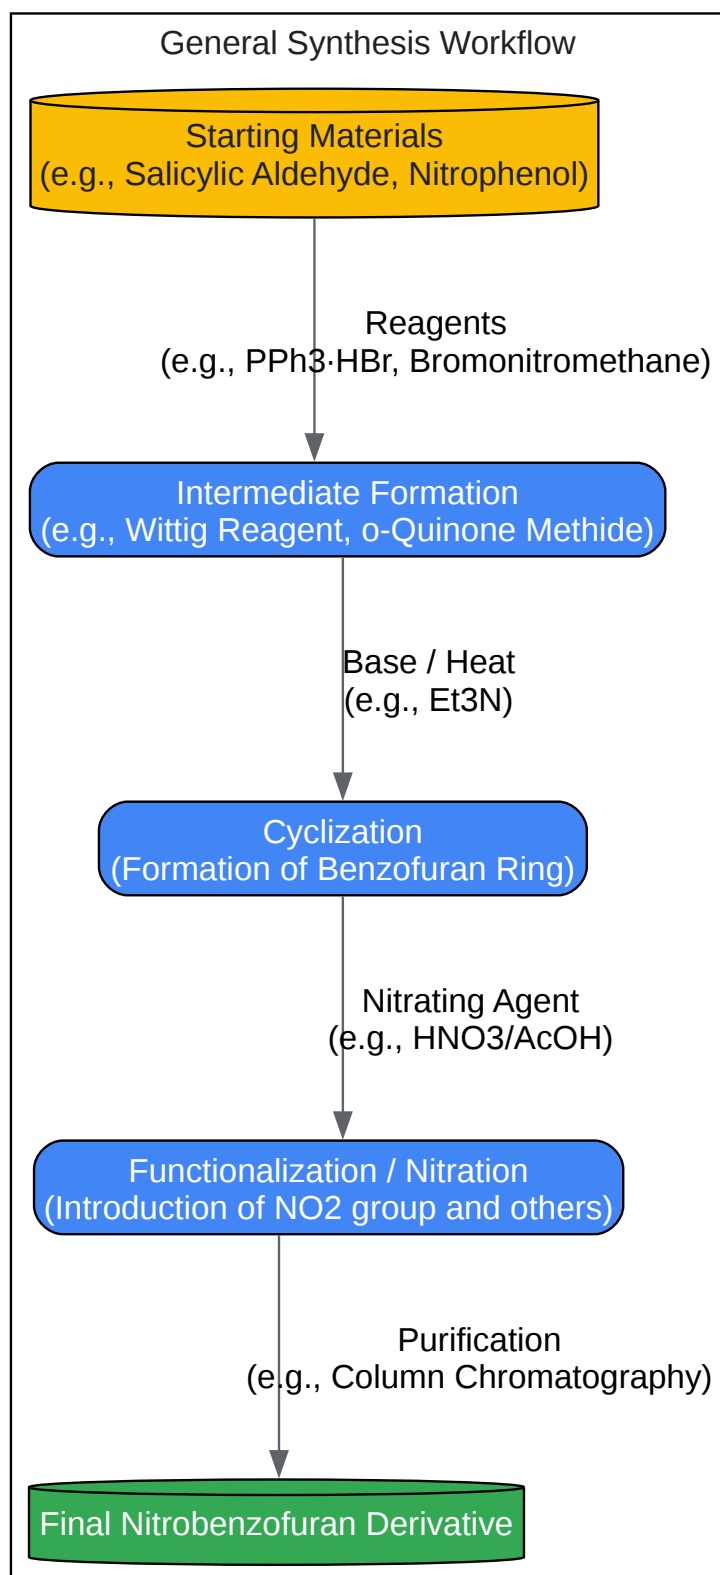 General Synthesis Workflow
Starting Materials
(e.g., Salicylic Aldehyde, Nitrophenol)
Reagents
(e.g., PPh3·HBr, Bromonitromethane)
Intermediate Formation
(e.g., Wittig Reagent, o-Quinone Methide)
Base / Heat
(e.g., Et3N)
Cyclization
(Formation of Benzofuran Ring)
Nitrating Agent
(e.g., HNO3/AcOH)
Functionalization / Nitration
(Introduction of NO2 group and others)
Purification
(e.g., Column Chromatography)
Final Nitrobenzofuran Derivative